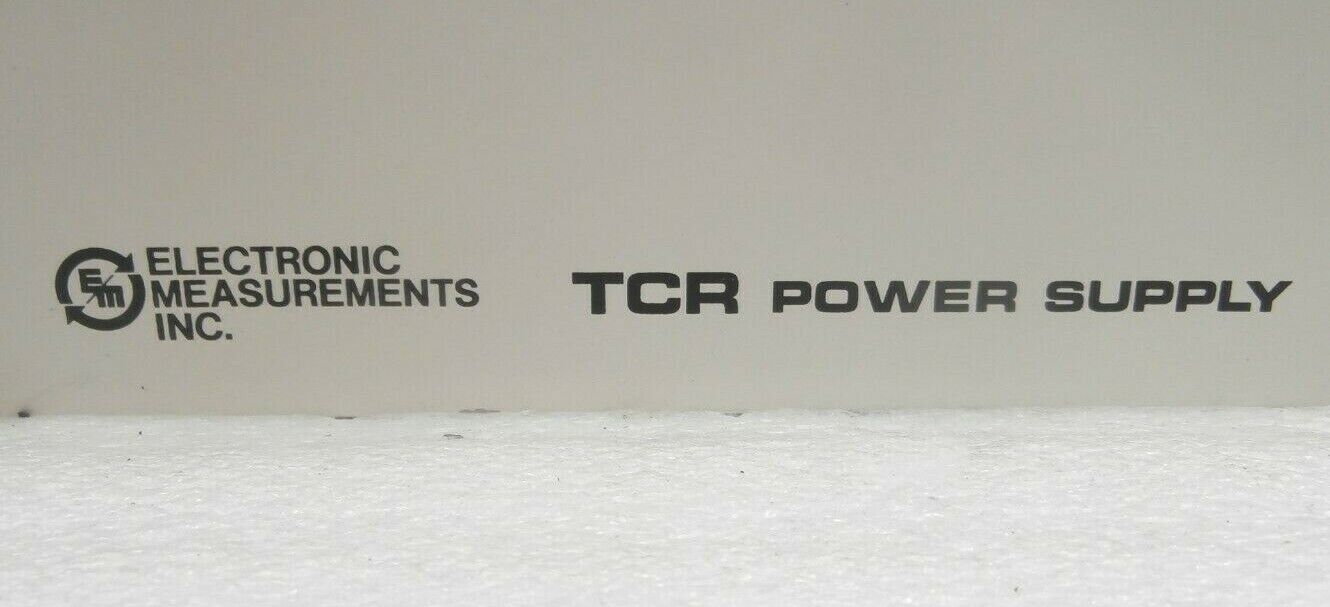 E/m
ELECTRONIC
MEASUREMENTS
INC.
TCR POWER SUPPLY